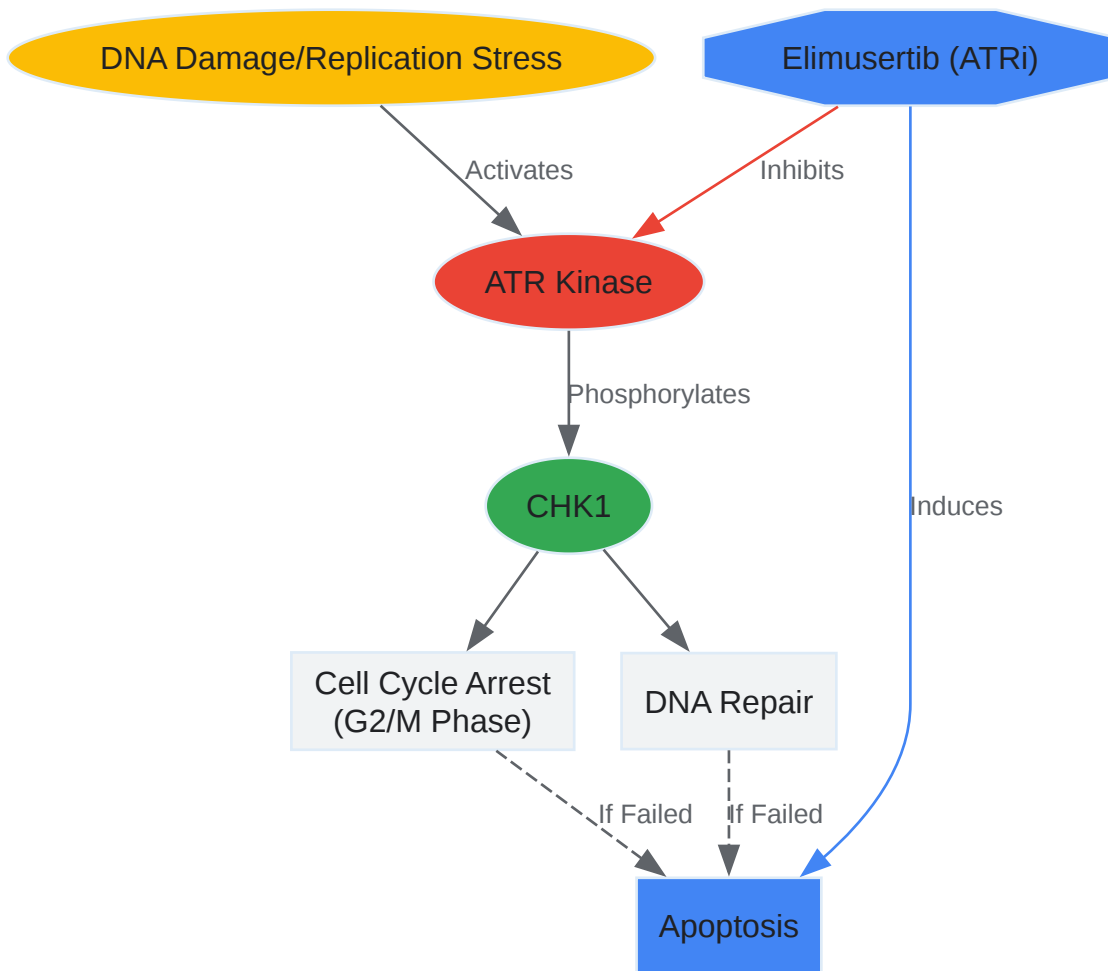 DNA Damage/Replication Stress
Elimusertib (ATRi)
Activates
Inhibits
ATR Kinase
Phosphorylates
CHK1
Induces
Cell Cycle Arrest
(G2/M Phase)
DNA Repair
If Failed
If Failed
Apoptosis